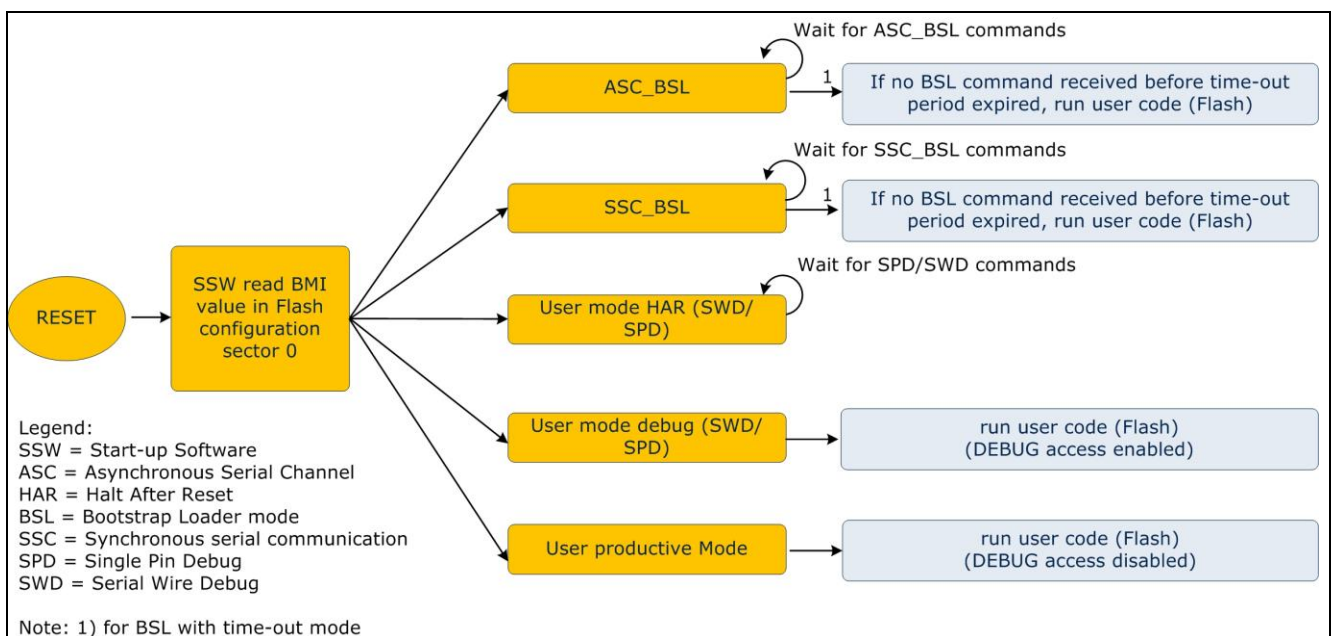 Wait for ASC_BSL commands
ASC_BSL
1
If no BSL command received before time-out
period expired, run user code (Flash)
Wait for SSC_BSL commands
SSC_BSL
1
If no BSL command received before time-out
period expired, run user code (Flash)
RESET
SSW read BMI
value in Flash
configuration
sector 0
Wait for SPD/SWD commands
User mode HAR (SWD/
SPD)
User mode debug (SWD/
SPD)
run user code (Flash)
(DEBUG access enabled)
User productive Mode
run user code (Flash)
(DEBUG access disabled)
Legend:
SSW = Start-up Software
ASC = Asynchronous Serial Channel
HAR = Halt After Reset
BSL = Bootstrap Loader mode
SSC = Synchronous serial communication
SPD = Single Pin Debug
SWD = Serial Wire Debug
Note: 1) for BSL with time-out mode